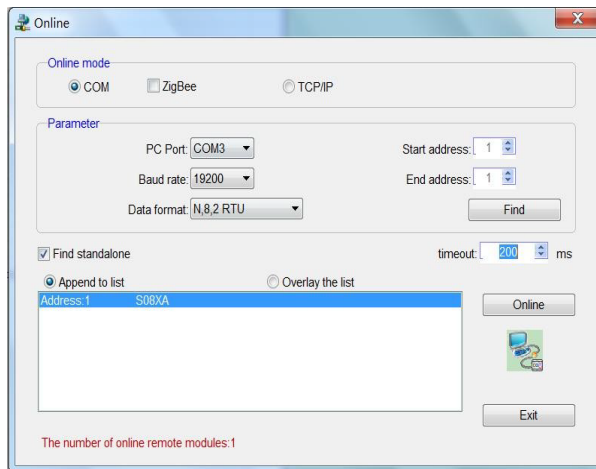 Online
Online mode
COM ZigBee TCP/IP
Parameter
PC Port: COM3 Start address: 1
Baud rate: 19200 End address: 1
Data format: N,8,2 RTU Find
Find standalone timeout: 200 ms
Append to list Overlay the list
Address:1 S08XA
Online
Exit
The number of online remote modules:1